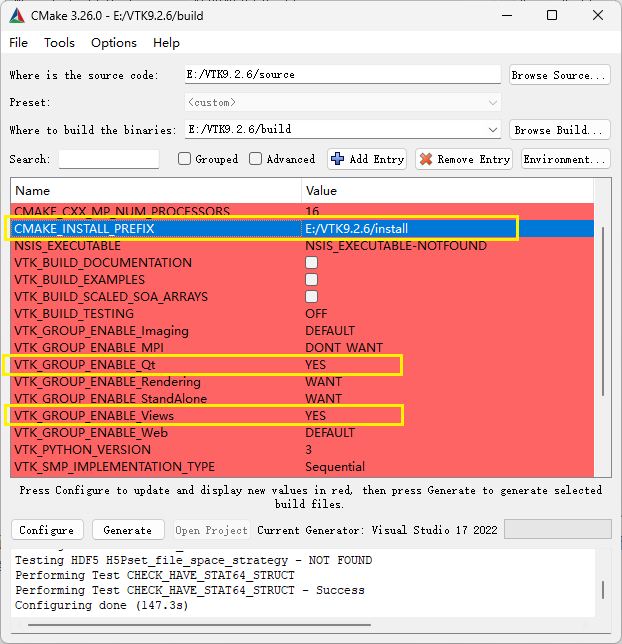 CMake 3.26.0 - E:/VTK9.2.6/build
File Tools Options Help
Where is the source code: E:/VTK9.2.6/source Browse Source...
Preset: <custom>
Where to build the binaries: E:/VTK9.2.6/build Browse Build...
Search: Grouped Advanced Add Entry Remove Entry Environment...
Name Value
CMAKE_CXX_MP_NUM_PROCESSORS 16
CMAKE_INSTALL_PREFIX E:/VTK9.2.6/install
NSIS_EXECUTABLE NSIS_EXECUTABLE-NOTFOUND
VTK_BUILD_DOCUMENTATION
VTK_BUILD_EXAMPLES
VTK_BUILD_SCALED_SOA_ARRAYS
VTK_BUILD_TESTING OFF
VTK_GROUP_ENABLE_Imaging DEFAULT
VTK_GROUP_ENABLE_MPI DONT_WANT
VTK_GROUP_ENABLE_Qt YES
VTK_GROUP_ENABLE_Rendering WANT
VTK_GROUP_ENABLE_StandAlone WANT
VTK_GROUP_ENABLE_Views YES
VTK_GROUP_ENABLE_Web DEFAULT
VTK_PYTHON_VERSION 3
VTK_SMP_IMPLEMENTATION_TYPE Sequential
Press Configure to update and display new values in red, then press Generate to generate selected
build files.
Configure Generate Open Project Current Generator: Visual Studio 17 2022
Testing HDF5 H5Pset_file_space_strategy - NOT FOUND
Performing Test CHECK_HAVE_STAT64_STRUCT
Performing Test CHECK_HAVE_STAT64_STRUCT - Success
Configuring done (147.3s)